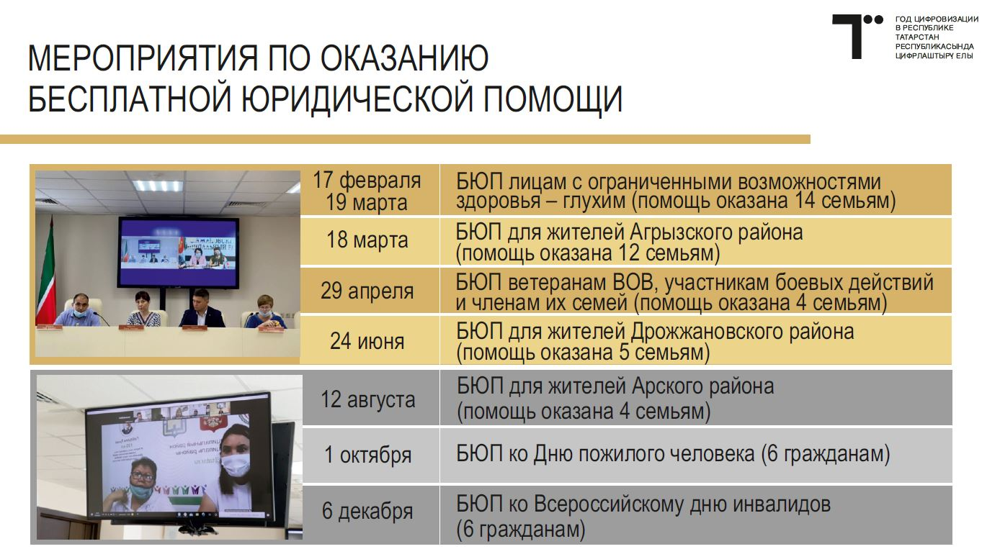 ГОД ЦИФРОВИЗАЦИИ
В РЕСПУБЛИКЕ
ТАТАРСТАН
РЕСПУБЛИКАСЫНДА
ЦИФРЛАШТЫРУ ЕЛЫ
МЕРОПРИЯТИЯ ПО ОКАЗАНИЮ
БЕСПЛАТНОЙ ЮРИДИЧЕСКОЙ ПОМОЩИ
17 февраля
19 марта
БЮП лицам с ограниченными возможностями
здоровья – глухим (помощь оказана 14 семьям)
18 марта
БЮП для жителей Агрызского района
(помощь оказана 12 семьям)
29 апреля
БЮП ветеранам ВОВ, участникам боевых действий
и членам их семей (помощь оказана 4 семьям)
24 июня
БЮП для жителей Дрожжановского района
(помощь оказана 5 семьям)
12 августа
БЮП для жителей Арского района
(помощь оказана 4 семьям)
1 октября
БЮП ко Дню пожилого человека (6 гражданам)
6 декабря
БЮП ко Всероссийскому дню инвалидов
(6 гражданам)